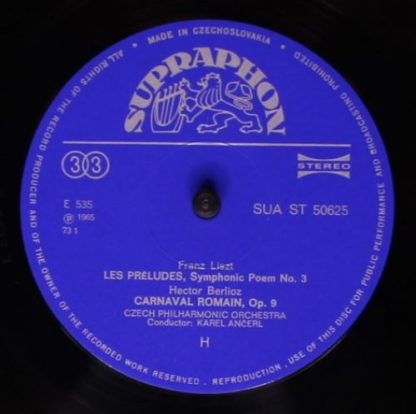 • MADE IN CZECHOSLOVAKIA •
ALL RIGHTS OF THE RECORD PRODUCER AND OF THE OWNER OF THE RECORDED WORK RESERVED . REPRODUCTION . USE OF THIS DISC FOR PUBLIC PERFORMANCE AND BROADCASTING PROHIBITED
SUPRAPHON
33
STEREO
E 535
SUA ST 50625
Ⓟ 1965
73 1
Franz Liszt
LES PRÉLUDES, Symphonic Poem No. 3
Hector Berlioz
CARNAVAL ROMAIN, Op. 9
CZECH PHILHARMONIC ORCHESTRA
Conductor: KAREL ANČERL
H